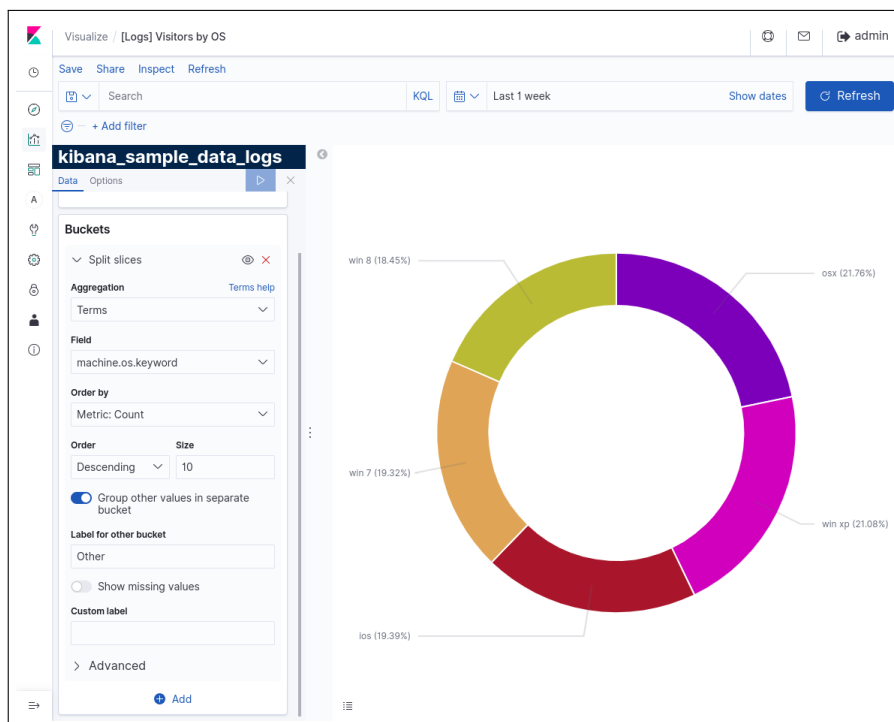 Visualize / [Logs] Visitors by OS
admin
Save Share Inspect Refresh
Search KQL Last 1 week Show dates Refresh
+ Add filter
kibana_sample_data_logs
Data Options
A
Buckets
Split slices
Aggregation Terms help
Terms
Field
machine.os.keyword
Order by
Metric: Count
Order Size
Descending 10
Group other values in separate
bucket
Label for other bucket
Other
Show missing values
Custom label
Advanced
Add
win 8 (18.45%)
osx (21.76%)
win 7 (19.32%)
win xp (21.08%)
ios (19.39%)